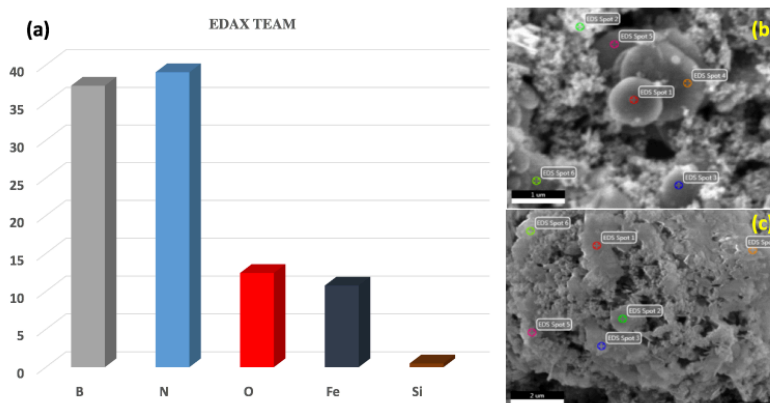 (a)
EDAX TEAM
40
35
30
25
20
15
10
5
0
B N O Fe Si
(b)
EDS Spot 2
EDS Spot 5
EDS Spot 4
EDS Spot 1
EDS Spot 6
EDS Spot 3
1 um
(c)
EDS Spot 6
EDS Spot 1
EDS
EDS Spot 2
EDS Spot 5
EDS Spot 3
2 um